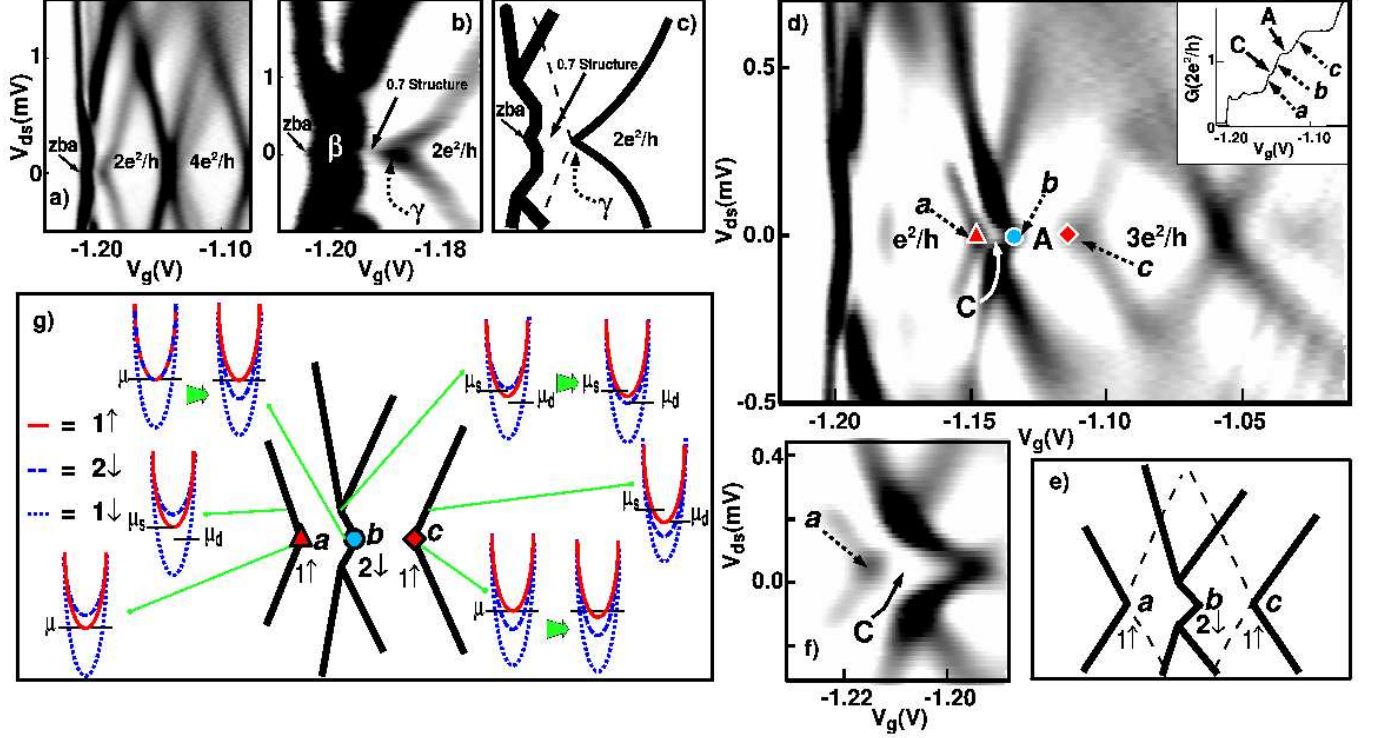 a)
V_ds(mV)
1
0
zba
2e²/h
4e²/h
-1.20
-1.10
V_g(V)
b)
1
0
zba
0.7 Structure
β
2e²/h
γ
-1.20
-1.18
V_g(V)
c)
zba
0.7 Structure
2e²/h
γ
d)
V_ds(mV)
0.5
0.0
-0.5
a
e²/h
b
A
3e²/h
c
C
-1.20
-1.15
-1.10
-1.05
V_g(V)
G(2e²/h)
1
0
A
C
c
b
a
-1.20
-1.10
V_g(V)
g)
μ
μ_s
μ_d
= 1↑
= 2↓
= 1↓
μ_s
μ_d
μ_s
μ_d
μ_s
μ_d
μ
μ
a
b
c
1↑
2↓
1↑
f)
V_ds(mV)
0.4
0.0
a
C
-1.22
-1.20
V_g(V)
e)
a
b
c
1↑
2↓
1↑